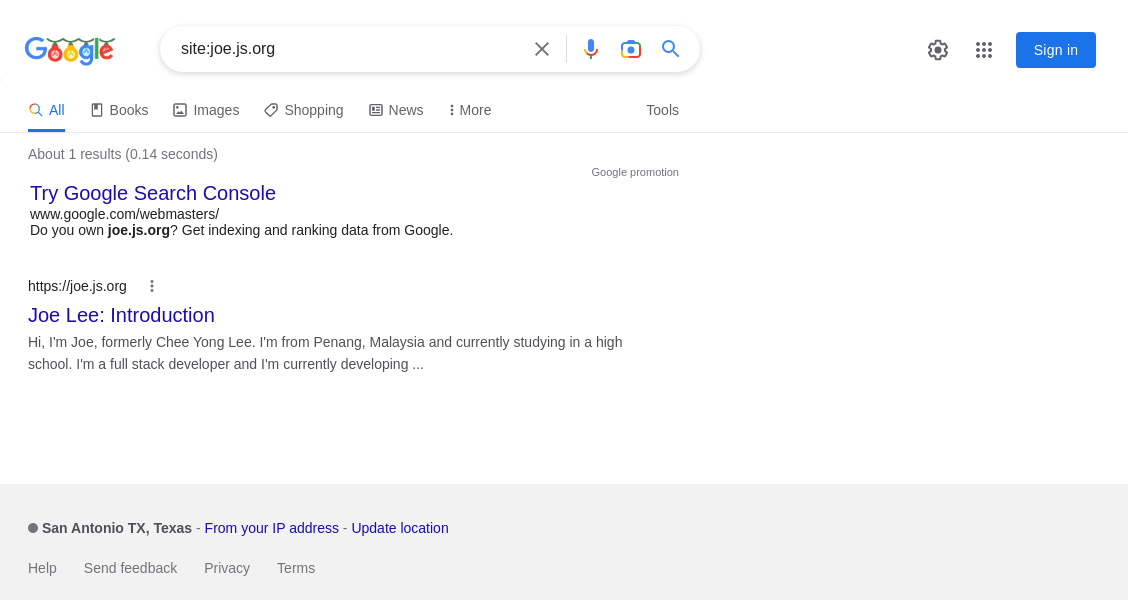 Google
site:joe.js.org
Sign in
All Books Images Shopping News More Tools
About 1 results (0.14 seconds)
Google promotion
Try Google Search Console
www.google.com/webmasters/
Do you own joe.js.org? Get indexing and ranking data from Google.
https://joe.js.org
Joe Lee: Introduction
Hi, I'm Joe, formerly Chee Yong Lee. I'm from Penang, Malaysia and currently studying in a high
school. I'm a full stack developer and I'm currently developing ...
San Antonio TX, Texas - From your IP address - Update location
Help Send feedback Privacy Terms